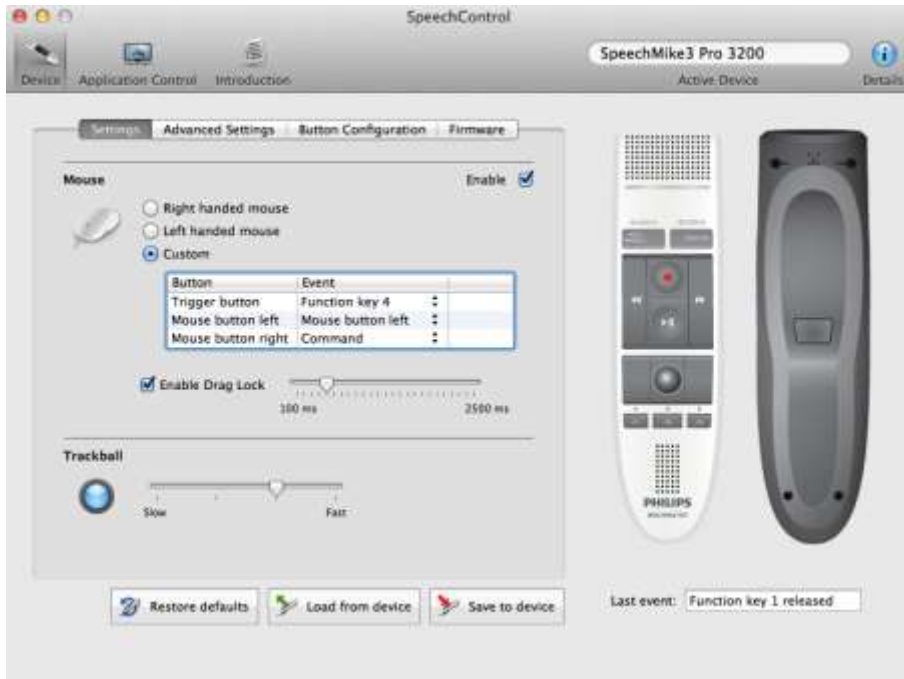 SpeechControl
Device Application Control Introduction
SpeechMike3 Pro 3200
Active Device
Details
Settings Advanced Settings Button Configuration Firmware
Mouse Enable
Right handed mouse
Left handed mouse
Custom
Button Event
Trigger button Function key 4
Mouse button left Mouse button left
Mouse button right Command
Enable Drag Lock
100 ms 2500 ms
Trackball
Slow Fast
PHILIPS
Restore defaults Load from device Save to device
Last event: Function key 1 released